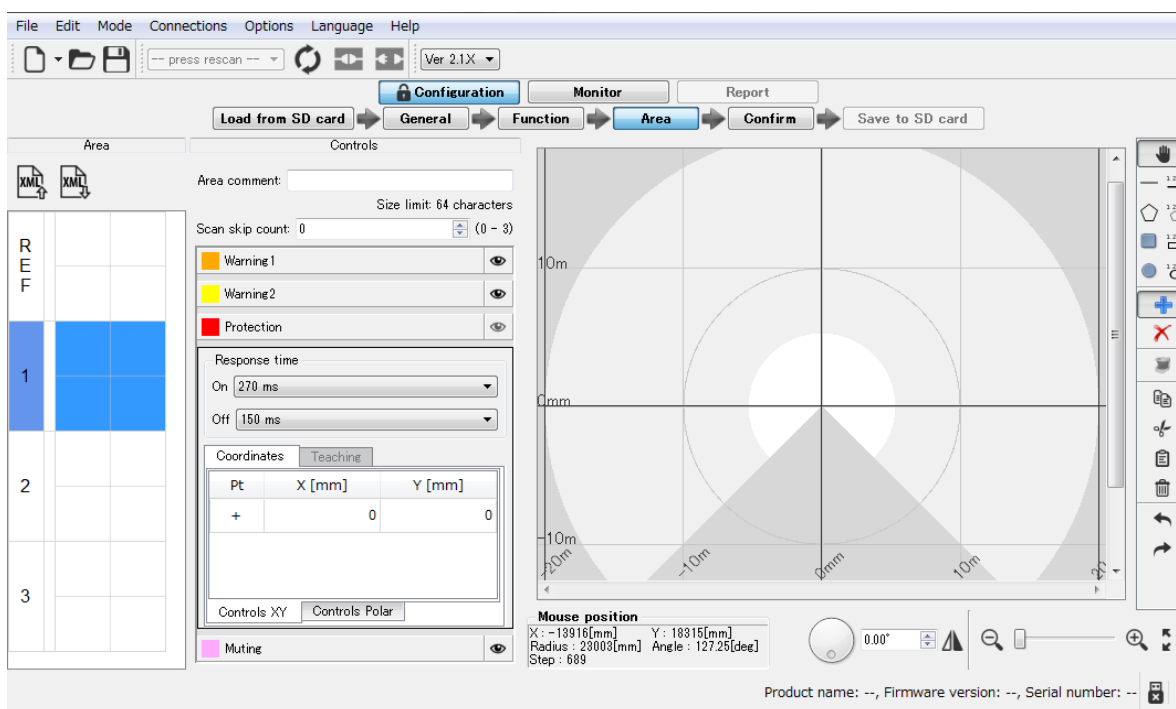 File Edit Mode Connections Options Language Help
-- press rescan -- Ver 2.1X
Configuration Monitor Report
Load from SD card General Function Area Confirm Save to SD card
Area Controls
XML XML
Area comment:
Size limit: 64 characters
Scan skip count: 0 (0 - 3)
REF
Warning1
Warning2
Protection
Response time
On 270 ms
Off 150 ms
Coordinates Teaching
Pt X [mm] Y [mm]
+ 0 0
Controls XY Controls Polar
Muting
1
2
3
10m
0mm
-10m
-20m -10m 0mm 10m
Mouse position
X : -13916[mm] Y : 18315[mm]
Radius : 23003[mm] Angle : 127.25[deg]
Step : 689
0.00°
Product name: --, Firmware version: --, Serial number: --